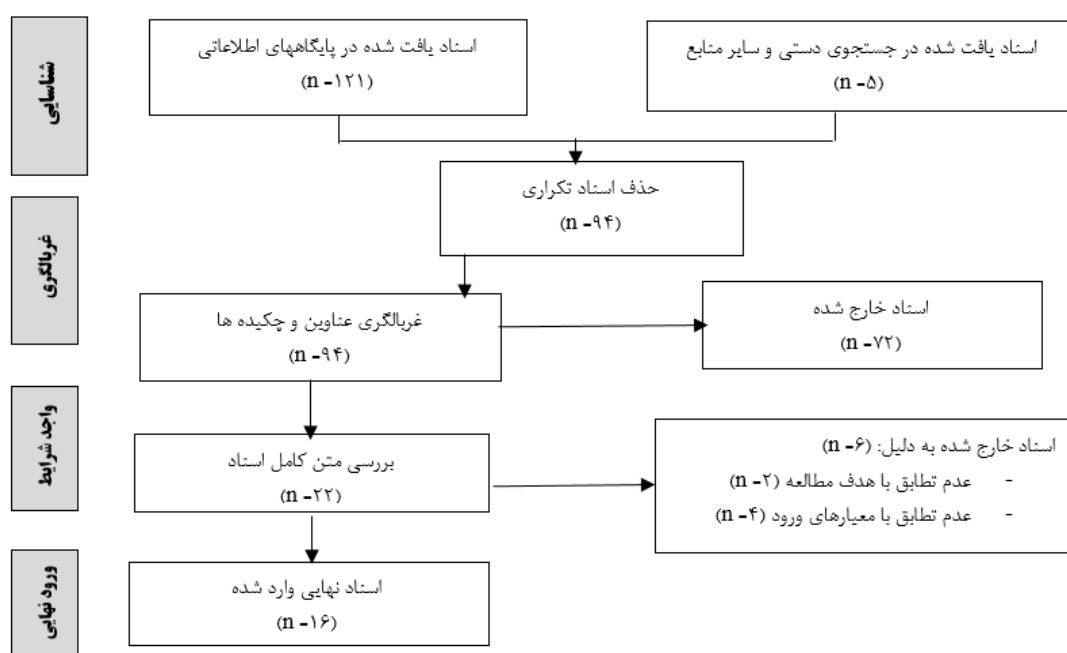 شناسایی
اسناد یافت شده در جستجوی دستی و سایر منابع
(n -۵)
اسناد یافت شده در پایگاههای اطلاعاتی
(n -۱۲۱)
حذف اسناد تکراری
(n -۹۴)
غربالگری
غربالگری عناوین و چکیده ها
(n -۹۴)
اسناد خارج شده
(n -۷۲)
واجد شرایط
بررسی متن کامل اسناد
(n -۲۲)
اسناد خارج شده به دلیل: (n -۶)
- عدم تطابق با هدف مطالعه (n -۲)
- عدم تطابق با معیارهای ورود (n -۴)
ورود نهایی
اسناد نهایی وارد شده
(n -۱۶)